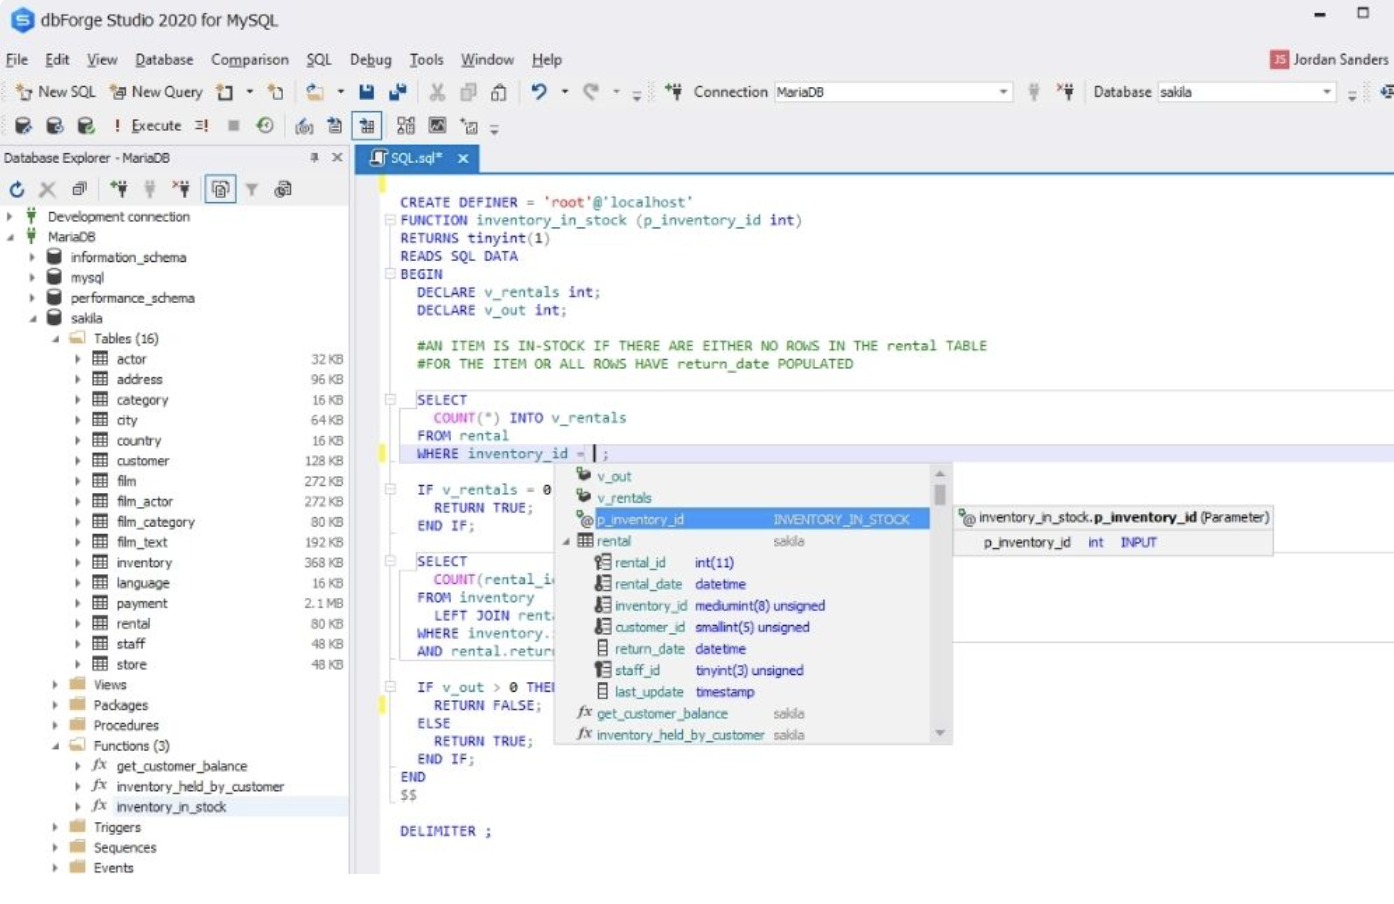 dbForge Studio 2020 for MySQL
File Edit View Database Comparison SQL Debug Tools Window Help
JS Jordan Sanders
New SQL New Query Connection MariaDB Database sakila
Execute
Database Explorer - MariaDB
SQL.sql*
Development connection
MariaDB
information_schema
mysql
performance_schema
sakila
Tables (16)
actor 32 KB
address 96 KB
category 16 KB
city 64 KB
country 16 KB
customer 128 KB
film 272 KB
film_actor 272 KB
film_category 80 KB
film_text 192 KB
inventory 368 KB
language 16 KB
payment 2.1 MB
rental 80 KB
staff 48 KB
store 48 KB
Views
Packages
Procedures
Functions (3)
get_customer_balance
inventory_held_by_customer
inventory_in_stock
Triggers
Sequences
Events
CREATE DEFINER = 'root'@'localhost'
FUNCTION inventory_in_stock (p_inventory_id int)
RETURNS tinyint(1)
READS SQL DATA
BEGIN
DECLARE v_rentals int;
DECLARE v_out int;
#AN ITEM IS IN-STOCK IF THERE ARE EITHER NO ROWS IN THE rental TABLE
#FOR THE ITEM OR ALL ROWS HAVE return_date POPULATED
SELECT
COUNT(*) INTO v_rentals
FROM rental
WHERE inventory_id = ;
IF v_rentals = 0
RETURN TRUE;
END IF;
SELECT
COUNT(rental_i
FROM inventory
LEFT JOIN renta
WHERE inventory.
AND rental.retur
IF v_out > 0 THE
RETURN FALSE;
ELSE
RETURN TRUE;
END IF;
END
$$
DELIMITER ;
v_out
v_rentals
p_inventory_id INVENTORY_IN_STOCK
rental sakila
rental_id int(11)
rental_date datetime
inventory_id mediumint(8) unsigned
customer_id smallint(5) unsigned
return_date datetime
staff_id tinyint(3) unsigned
last_update timestamp
get_customer_balance sakila
inventory_held_by_customer sakila
inventory_in_stock.p_inventory_id (Parameter)
p_inventory_id int INPUT